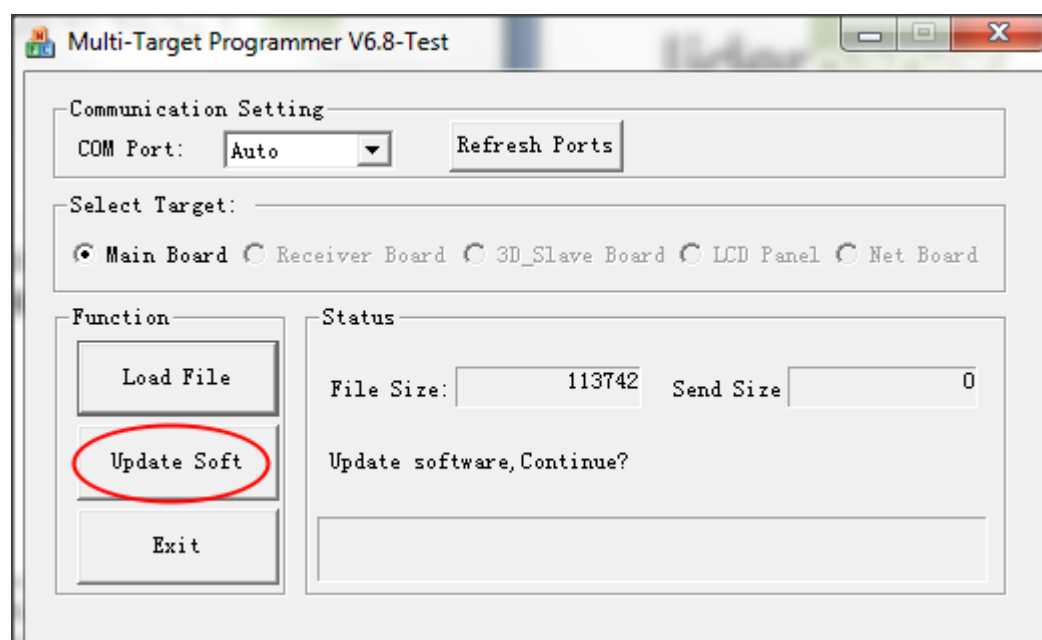 Multi-Target Programmer V6.8-Test
Communication Setting
COM Port: Auto Refresh Ports
Select Target:
Main Board Receiver Board 3D_Slave Board LCD Panel Net Board
Function
Load File
Update Soft
Exit
Status
File Size: 113742 Send Size 0
Update software,Continue?